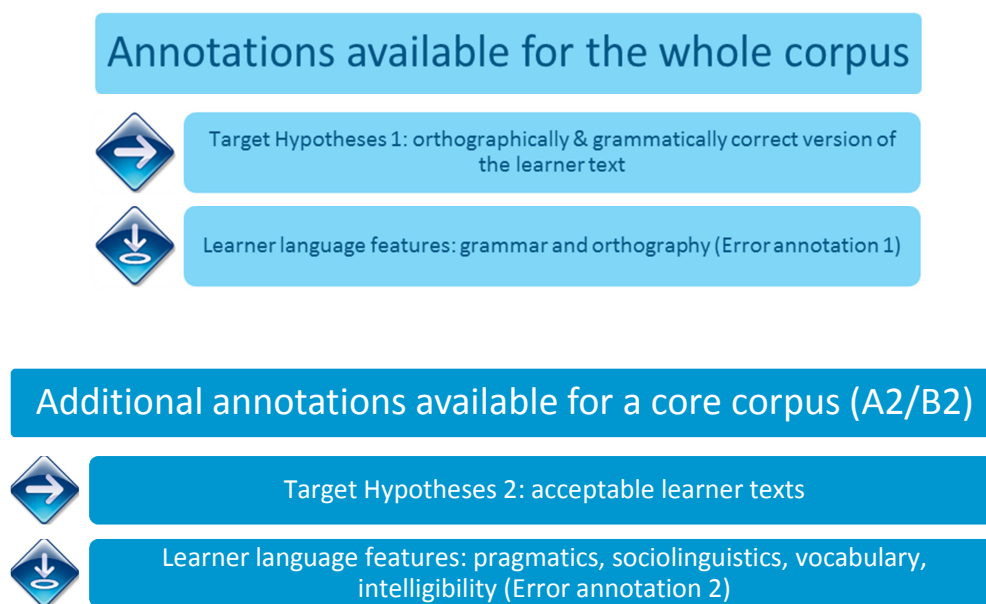 Annotations available for the whole corpus
Target Hypotheses 1: orthographically & grammatically correct version of
the learner text
Learner language features: grammar and orthography (Error annotation 1)
Additional annotations available for a core corpus (A2/B2)
Target Hypotheses 2: acceptable learner texts
Learner language features: pragmatics, sociolinguistics, vocabulary,
intelligibility (Error annotation 2)